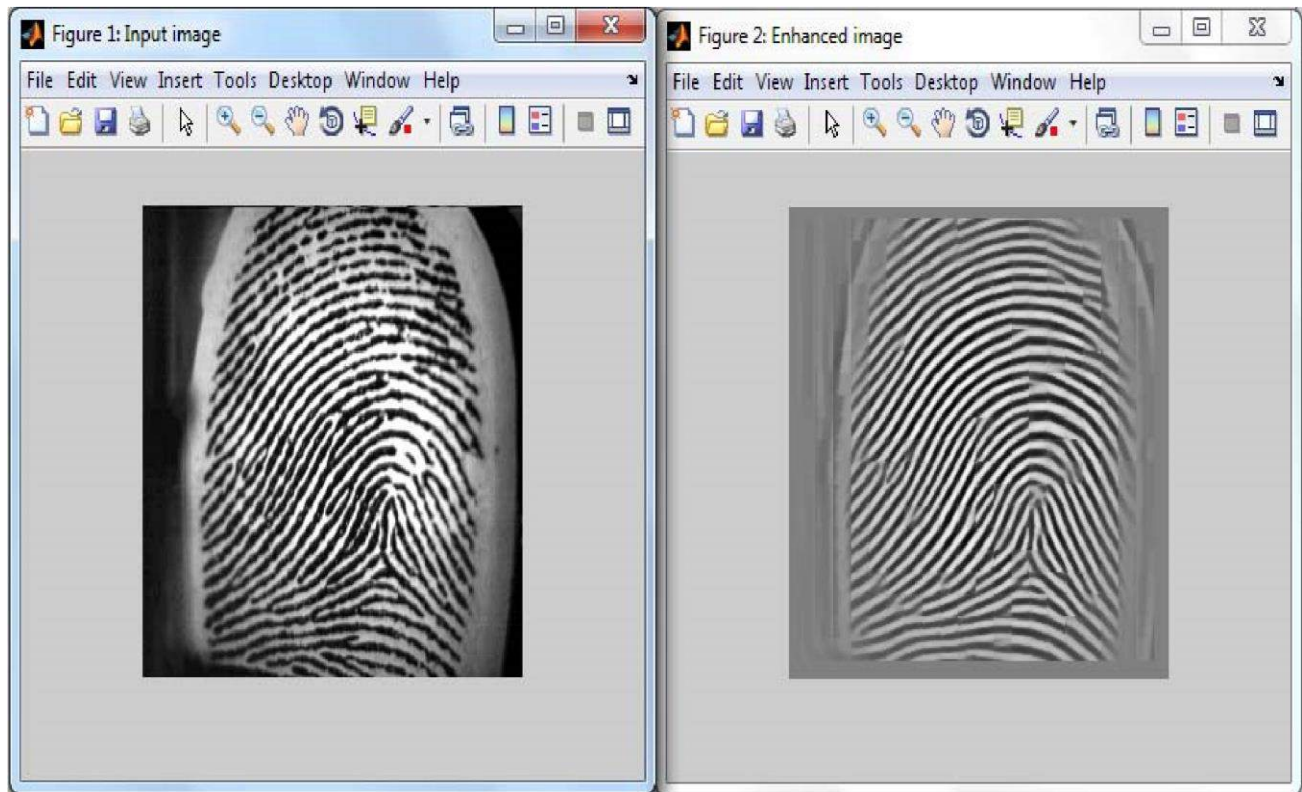 Figure 1: Input image
File Edit View Insert Tools Desktop Window Help
Figure 2: Enhanced image
File Edit View Insert Tools Desktop Window Help